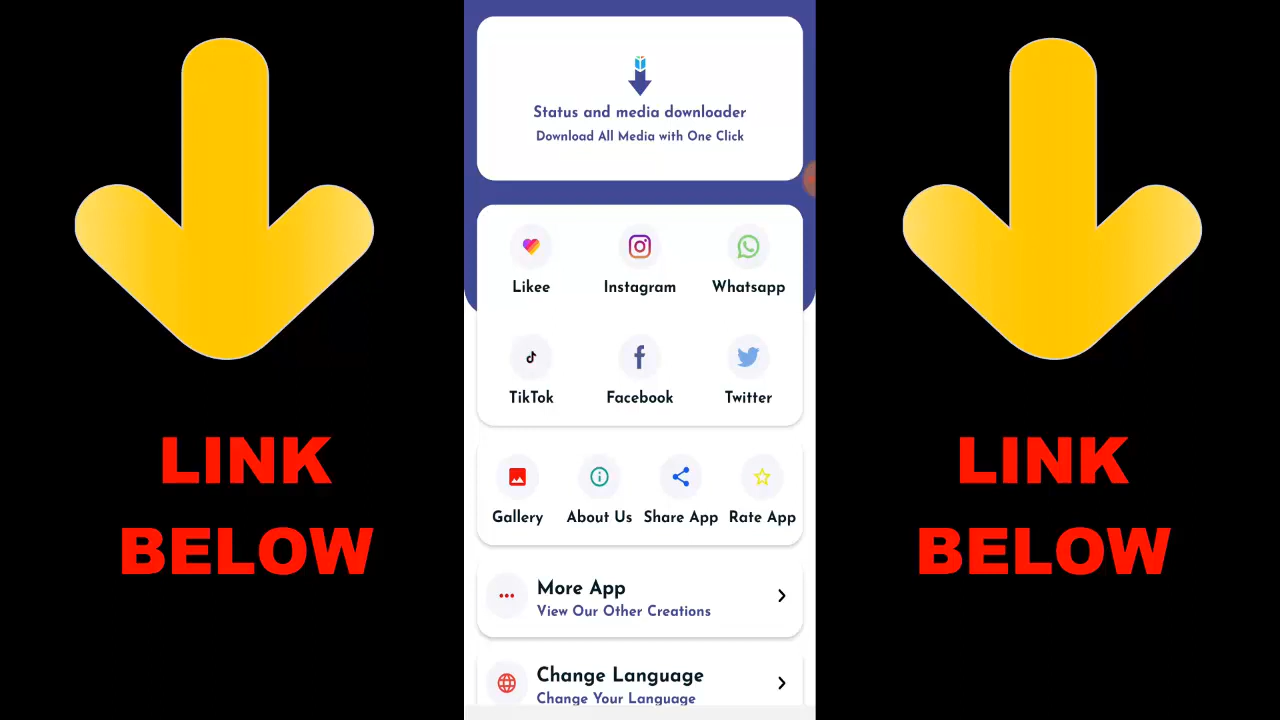 Status and media downloader
Download All Media with One Click
Likee
Instagram
Whatsapp
TikTok
Facebook
Twitter
Gallery
About Us
Share App
Rate App
More App
View Our Other Creations
Change Language
Change Your Language
LINK
BELOW
LINK
BELOW